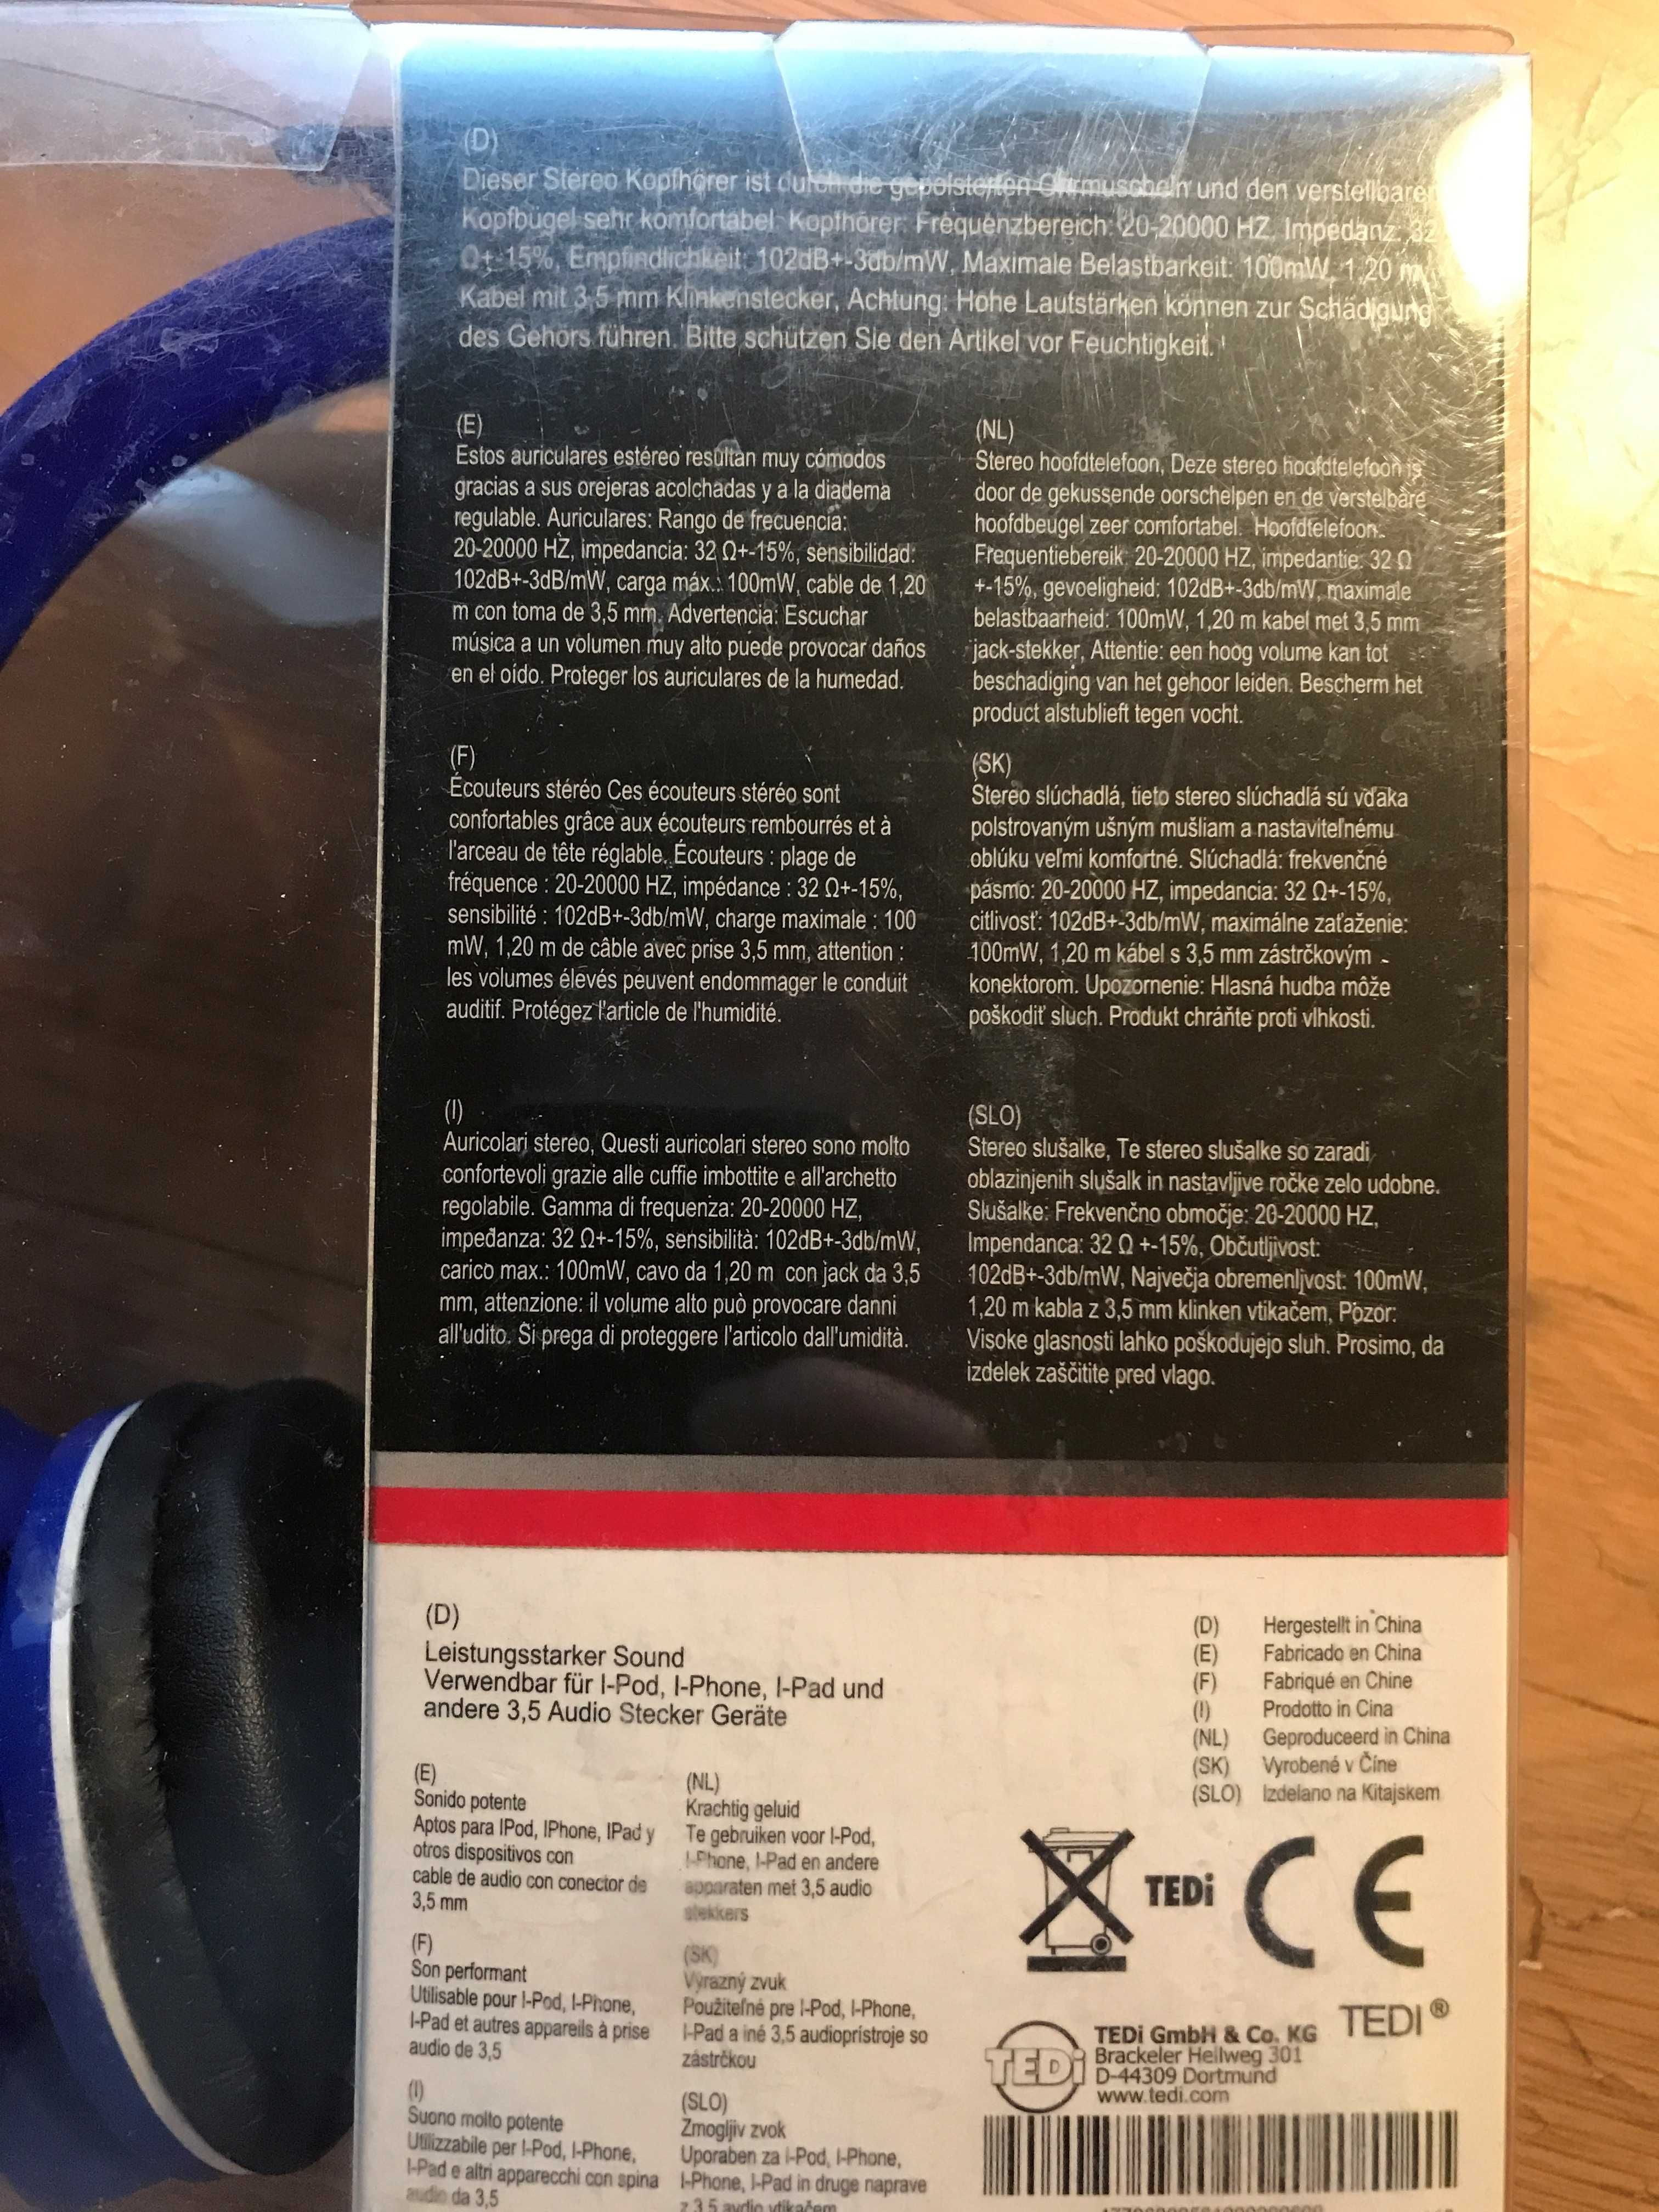 (D)
Dieser Stereo Kopfhörer ist durch die gepolsterten Ohrmuscheln und den verstellbaren
Kopfbügel sehr komfortabel Kopfhörer: Frequenzbereich: 20-20000 HZ, Impedanz: 32
Ω+-15%, Empfindlichkeit: 102dB+-3db/mW, Maximale Belastbarkeit: 100mW, 1,20 m
Kabel mit 3,5 mm Klinkenstecker, Achtung: Hohe Lautstärken können zur Schädigung
des Gehörs führen. Bitte schützen Sie den Artikel vor Feuchtigkeit.
(E)
Estos auriculares estéreo resultan muy cómodos
gracias a sus orejeras acolchadas y a la diadema
regulable. Auriculares: Rango de frecuencia:
20-20000 HZ, impedancia: 32 Ω+-15%, sensibilidad:
102dB+-3dB/mW, carga máx.: 100mW, cable de 1,20
m con toma de 3,5 mm. Advertencia: Escuchar
música a un volumen muy alto puede provocar daños
en el oído. Proteger los auriculares de la humedad.
(NL)
Stereo hoofdtelefoon, Deze stereo hoofdtelefoon is
door de gekussende oorschelpen en de verstelbare
hoofdbeugel zeer comfortabel. Hoofdtelefoon:
Frequentiebereik 20-20000 HZ, impedantie: 32 Ω
+-15%, gevoeligheid: 102dB+-3db/mW, maximale
belastbaarheid: 100mW, 1,20 m kabel met 3,5 mm
jack-stekker, Attentie: een hoog volume kan tot
beschadiging van het gehoor leiden. Bescherm het
product alstublieft tegen vocht.
(F)
Écouteurs stéréo Ces écouteurs stéréo sont
confortables grâce aux écouteurs rembourrés et à
l'arceau de tête réglable. Écouteurs : plage de
fréquence : 20-20000 HZ, impédance : 32 Ω+-15%,
sensibilité : 102dB+-3db/mW, charge maximale : 100
mW, 1,20 m de câble avec prise 3,5 mm, attention :
les volumes élevés peuvent endommager le conduit
auditif. Protégez l'article de l'humidité.
(SK)
Stereo slúchadlá, tieto stereo slúchadlá sú vďaka
polstrovaným ušným mušliam a nastaviteľnému
oblúku veľmi komfortné. Slúchadlá: frekvenčné
pásmo: 20-20000 HZ, impedancia: 32 Ω+-15%,
citlivosť: 102dB+-3db/mW, maximálne zaťaženie:
100mW, 1,20 m kábel s 3,5 mm zástrčkovým
konektorom. Upozornenie: Hlasná hudba môže
poškodiť sluch. Produkt chráňte proti vlhkosti.
(I)
Auricolari stereo, Questi auricolari stereo sono molto
confortevoli grazie alle cuffie imbottite e all'archetto
regolabile. Gamma di frequenza: 20-20000 HZ,
impedanza: 32 Ω+-15%, sensibilità: 102dB+-3db/mW,
carico max.: 100mW, cavo da 1,20 m con jack da 3,5
mm, attenzione: il volume alto può provocare danni
all'udito. Si prega di proteggere l'articolo dall'umidità.
(SLO)
Stereo slušalke, Te stereo slušalke so zaradi
oblazinjenih slušalk in nastavljive ročke zelo udobne.
Slušalke: Frekvenčno območje: 20-20000 HZ,
Impendanca: 32 Ω +-15%, Občutljivost:
102dB+-3db/mW, Največja obremenljvost: 100mW,
1,20 m kabla z 3,5 mm klinken vtikačem, Pozor:
Visoke glasnosti lahko poškodujejo sluh. Prosimo, da
izdelek zaščitite pred vlago.
(D)
Leistungsstarker Sound
Verwendbar für I-Pod, I-Phone, I-Pad und
andere 3,5 Audio Stecker Geräte
(D) Hergestellt in China
(E) Fabricado en China
(F) Fabriqué en Chine
(I) Prodotto in Cina
(NL) Geproduceerd in China
(SK) Vyrobené v Číne
(SLO) Izdelano na Kitajskem
(E)
Sonido potente
Aptos para IPod, IPhone, IPad y
otros dispositivos con
cable de audio con conector de
3,5 mm
(NL)
Krachtig geluid
Te gebruiken voor I-Pod,
I-Phone, I-Pad en andere
apparaten met 3,5 audio
stekkers
(F)
Son performant
Utilisable pour I-Pod, I-Phone,
I-Pad et autres appareils à prise
audio de 3,5
(SK)
Výrazný zvuk
Použiteľné pre I-Pod, I-Phone,
I-Pad a iné 3,5 audioprístroje so
zástrčkou
(I)
Suono molto potente
Utilizzabile per I-Pod, I-Phone,
I-Pad e altri apparecchi con spina
audio da 3,5
(SLO)
Zmogljiv zvok
Uporaben za I-Pod, I-Phone,
I-Phone, I-Pad in druge naprave
z 3,5 avdio vtikačem
TEDi CE
TEDI®
TEDi
TEDi GmbH & Co. KG
Brackeler Hellweg 301
D-44309 Dortmund
www.tedi.com